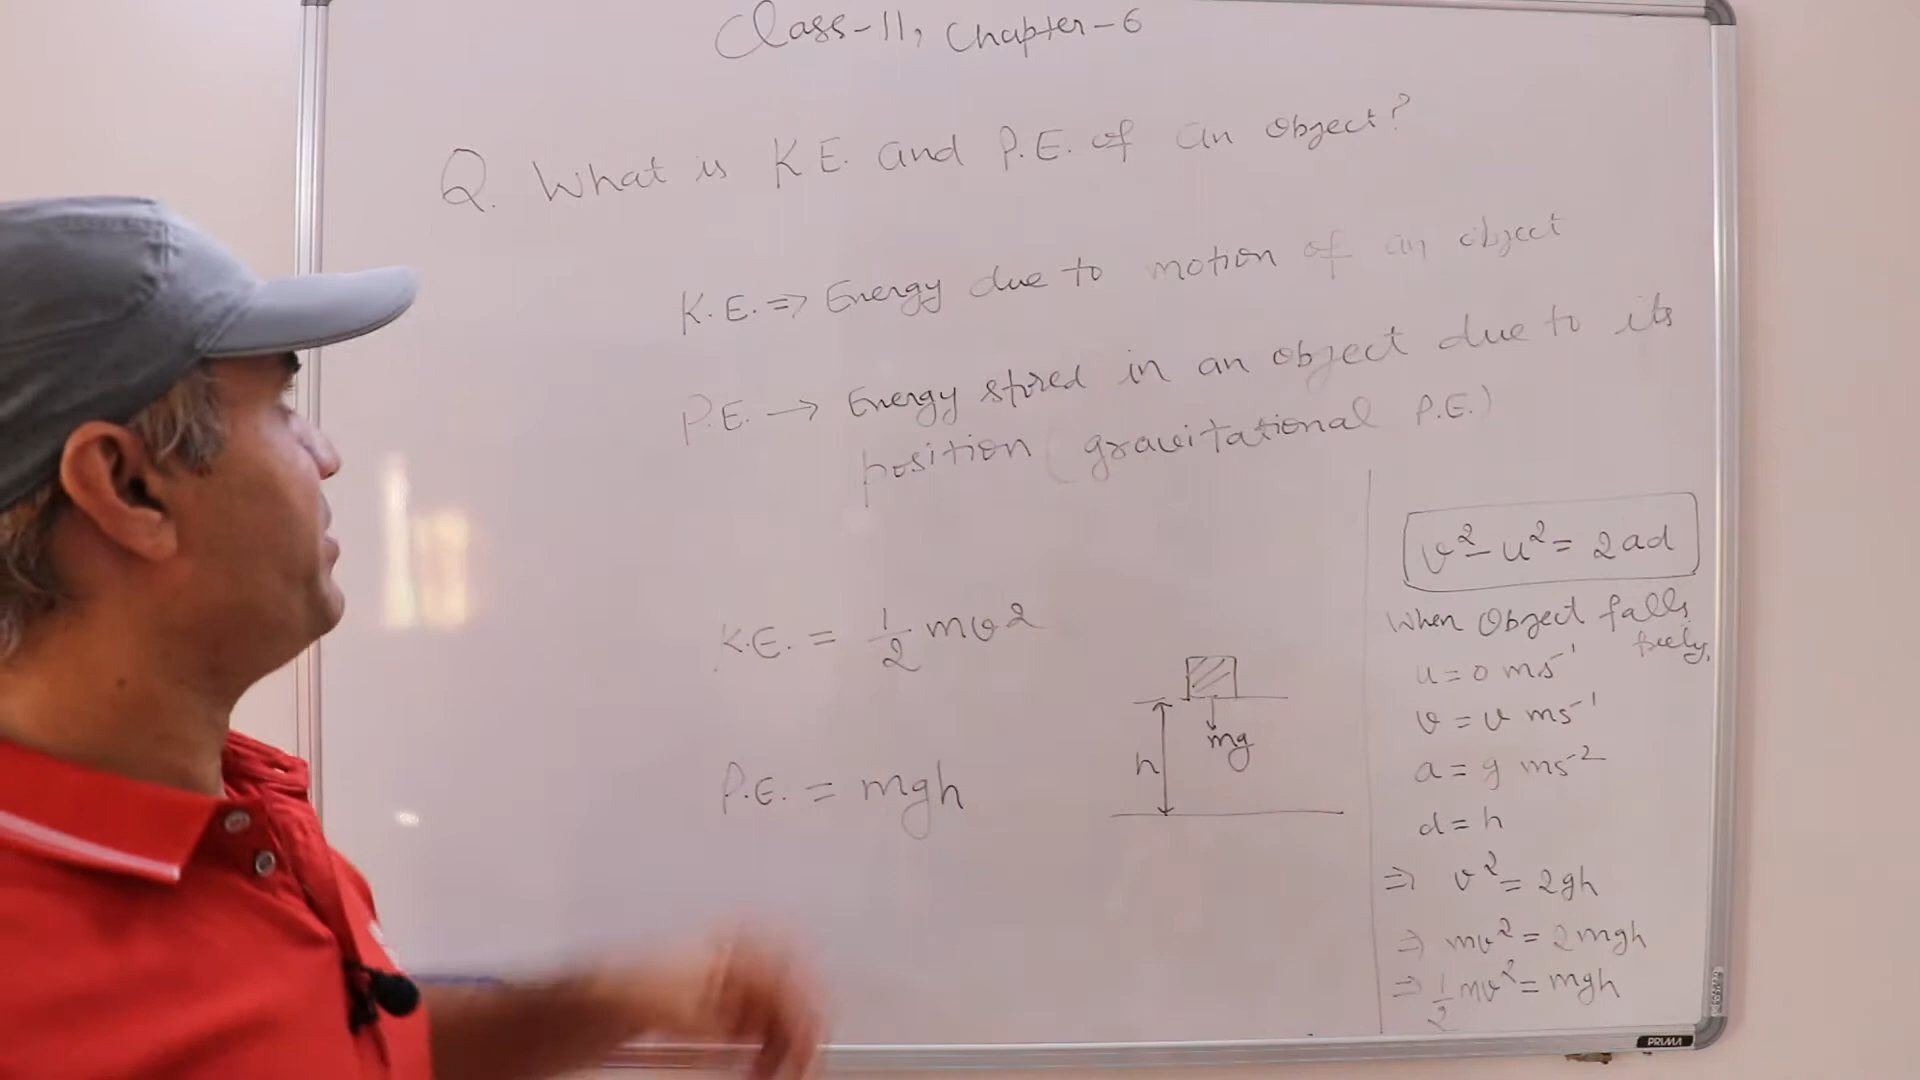 Class-11, Chapter-6
Q. What is K.E. and P.E. of an object?
K.E. ⇒ Energy due to motion of an object
P.E. → Energy stored in an object due to its
position (gravitational P.E.)
K.E. = 1/2 mv²
P.E. = mgh
h
mg
v² - u² = 2ad
When Object falls
freely,
u = 0 ms⁻¹
v = v ms⁻¹
a = g ms⁻²
d = h
⇒ v² = 2gh
⇒ mv² = 2mgh
⇒ 1/2 mv² = mgh
PRIMA